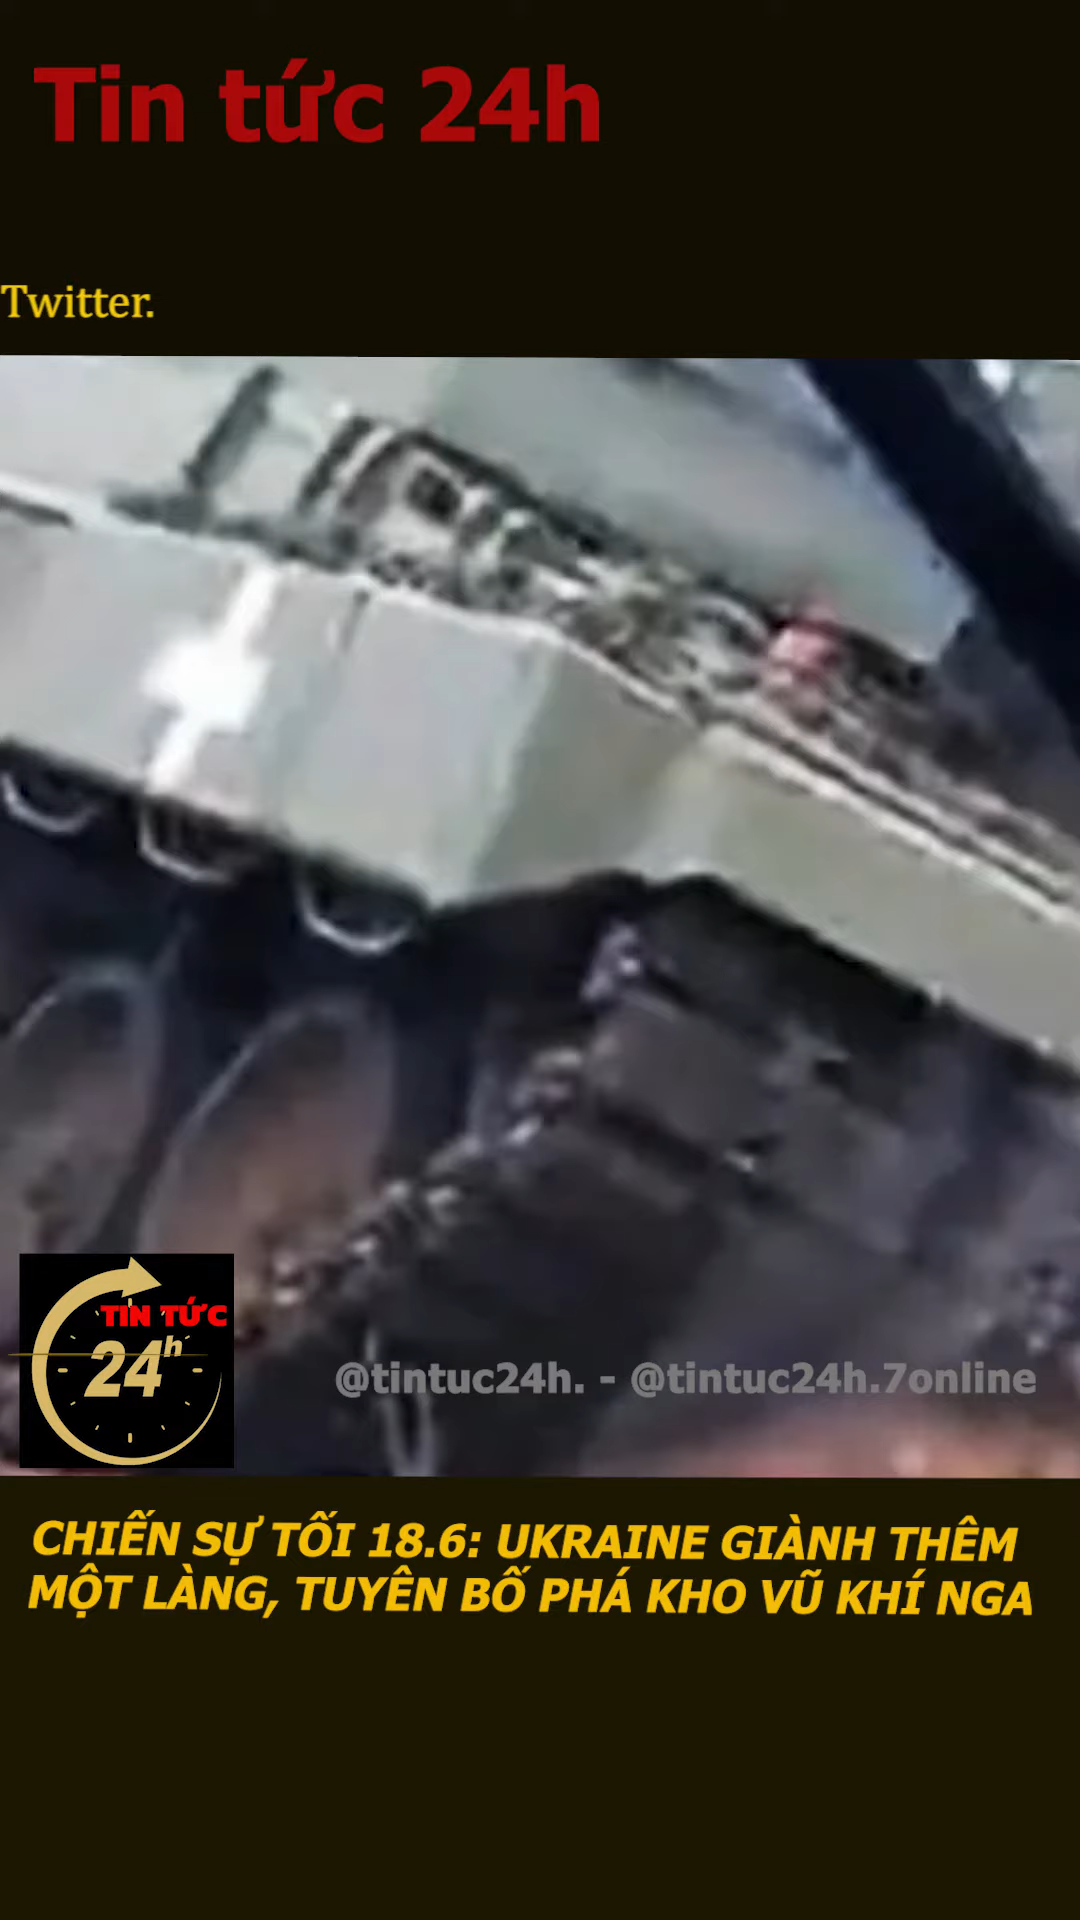 Tin tức 24h
Twitter.
TIN TỨC
24h
@tintuc24h. - @tintuc24h.7online
CHIẾN SỰ TỐI 18.6: UKRAINE GIÀNH THÊM
MỘT LÀNG, TUYÊN BỐ PHÁ KHO VŨ KHÍ NGA